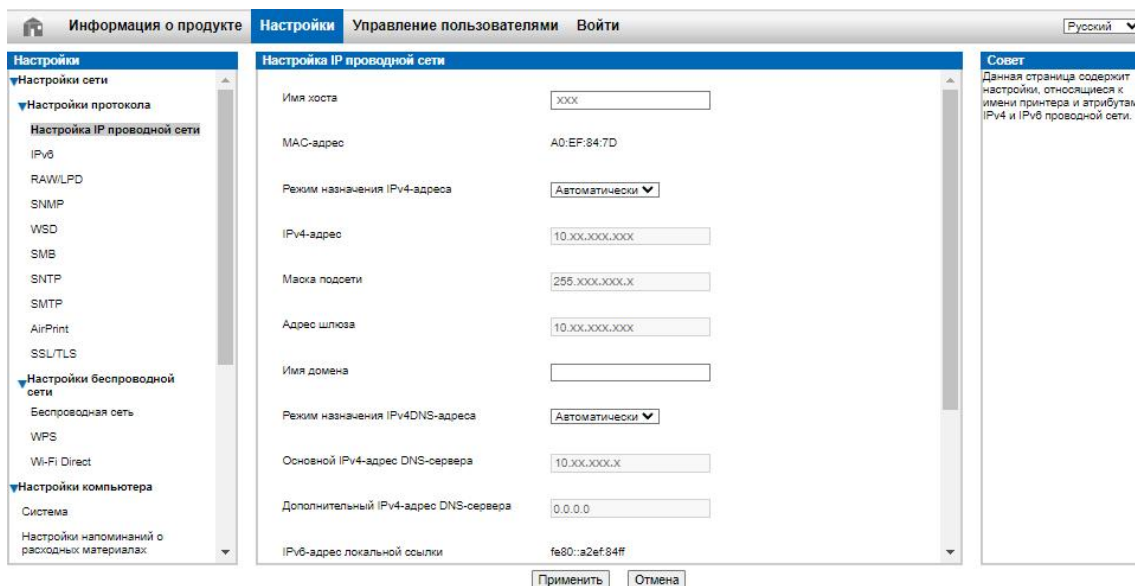 Информация о продукте Настройки Управление пользователями Войти Русский
Настройки
Настройки сети
Настройки протокола
Настройка IP проводной сети
IPv6
RAW/LPD
SNMP
WSD
SMB
SNTP
SMTP
AirPrint
SSL/TLS
Настройки беспроводной
сети
Беспроводная сеть
WPS
Wi-Fi Direct
Настройки компьютера
Система
Настройки напоминаний о
расходных материалах
Настройка IP проводной сети
Имя хоста xxx
MAC-адрес A0:EF:84:7D
Режим назначения IPv4-адреса Автоматически
IPv4-адрес 10.xx.xxx.xxx
Маска подсети 255.xxx.xxx.x
Адрес шлюза 10.xx.xxx.xxx
Имя домена
Режим назначения IPv4DNS-адреса Автоматически
Основной IPv4-адрес DNS-сервера 10.xx.xxx.x
Дополнительный IPv4-адрес DNS-сервера 0.0.0.0
IPv6-адрес локальной ссылки fe80::a2ef:84ff
Применить Отмена
Совет
Данная страница содержит
настройки, относящиеся к
имени принтера и атрибутам
IPv4 и IPv6 проводной сети.